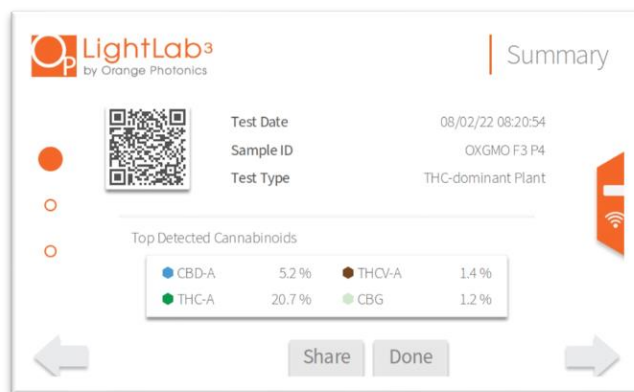 Op LightLab³
by Orange Photonics
Summary
Test Date 08/02/22 08:20:54
Sample ID OXGMO F3 P4
Test Type THC-dominant Plant
Top Detected Cannabinoids
CBD-A 5.2 % THCV-A 1.4 %
THC-A 20.7 % CBG 1.2 %
Share Done